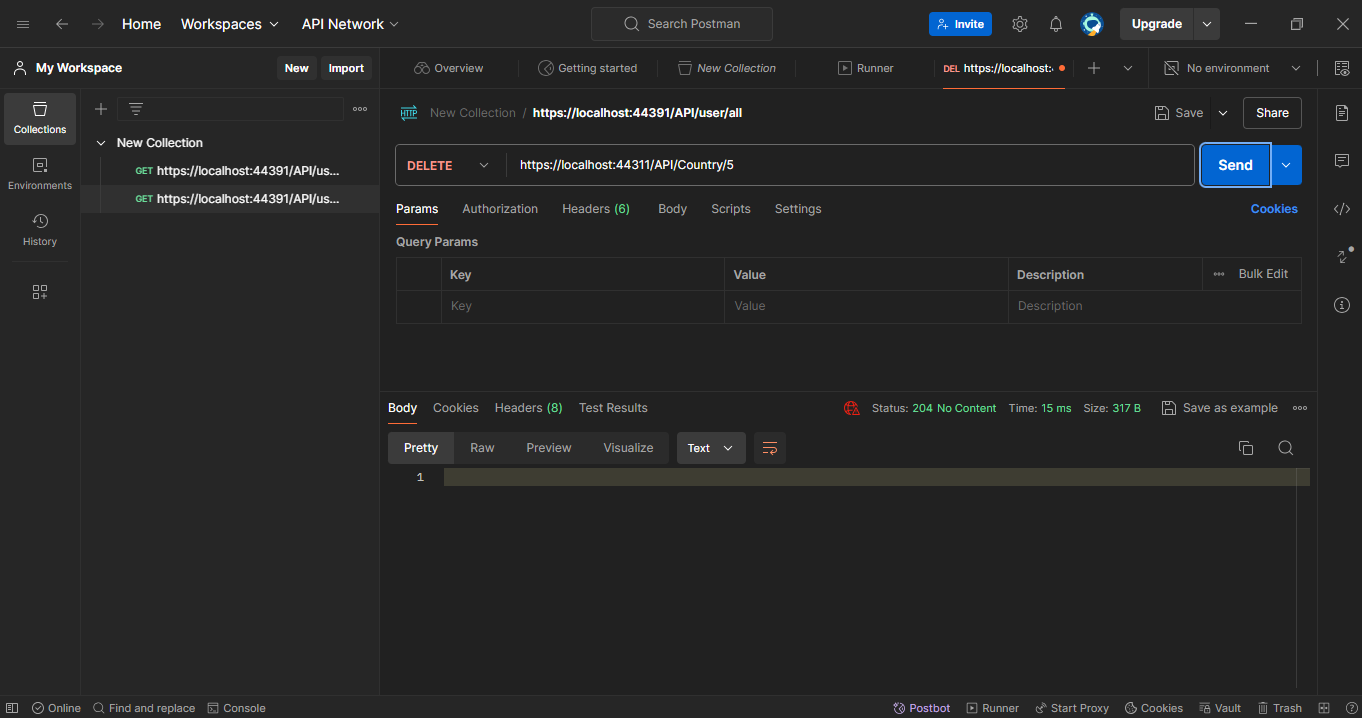 Home Workspaces API Network Search Postman Invite Upgrade
My Workspace New Import Overview Getting started New Collection Runner DEL https://localhost: No environment
Collections
Environments
History
New Collection
GET https://localhost:44391/API/us...
GET https://localhost:44391/API/us...
HTTP New Collection / https://localhost:44391/API/user/all Save Share
DELETE https://localhost:44311/API/Country/5 Send
Params Authorization Headers (6) Body Scripts Settings Cookies
Query Params
Key Value Description Bulk Edit
Key Value Description
Body Cookies Headers (8) Test Results Status: 204 No Content Time: 15 ms Size: 317 B Save as example
Pretty Raw Preview Visualize Text
1
Online Find and replace Console Postbot Runner Start Proxy Cookies Vault Trash